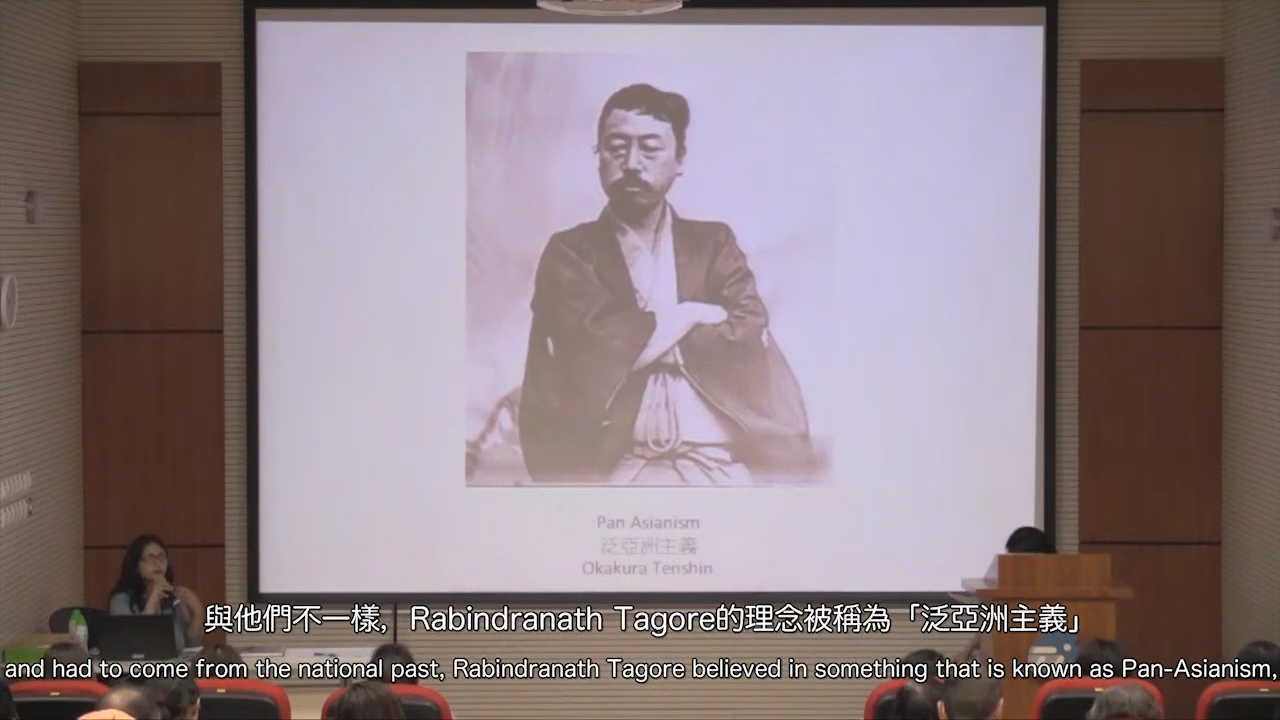 Pan Asianism
泛亞洲主義
Okakura Tenshin
與他們不一樣，Rabindranath Tagore的理念被稱為「泛亞洲主義」
and had to come from the national past, Rabindranath Tagore believed in something that is known as Pan-Asianism,